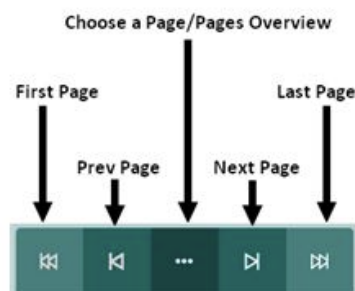 Choose a Page/Pages Overview
First Page
Last Page
Prev Page
Next Page